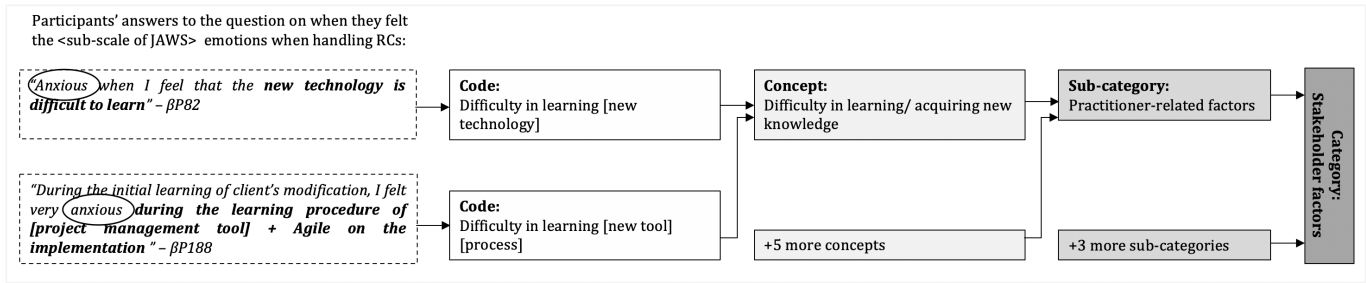 Participants' answers to the question on when they felt
the <sub-scale of JAWS> emotions when handling RCs:
"Anxious when I feel that the new technology is
difficult to learn" – βP82
Code:
Difficulty in learning [new
technology]
Concept:
Difficulty in learning/ acquiring new
knowledge
Sub-category:
Practitioner-related factors
Category:
Stakeholder factors
"During the initial learning of client's modification, I felt
very anxious during the learning procedure of
[project management tool] + Agile on the
implementation " – βP188
Code:
Difficulty in learning [new tool]
[process]
+5 more concepts
+3 more sub-categories